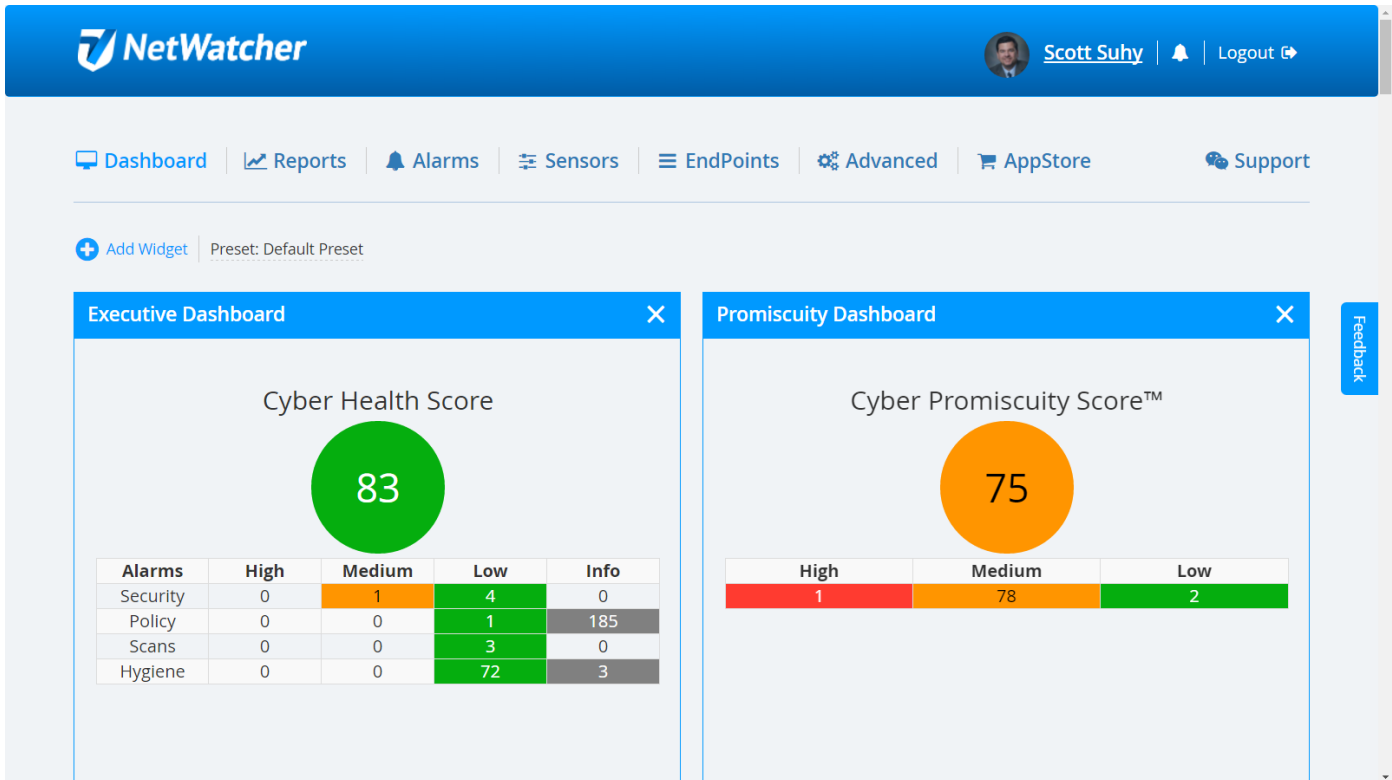 NetWatcher
Scott Suhy Logout
Dashboard Reports Alarms Sensors EndPoints Advanced AppStore Support
Add Widget Preset: Default Preset
Executive Dashboard
Cyber Health Score
83
Alarms High Medium Low Info
Security 0 1 4 0
Policy 0 0 1 185
Scans 0 0 3 0
Hygiene 0 0 72 3
Promiscuity Dashboard
Cyber Promiscuity Score™
75
High Medium Low
1 78 2
Feedback